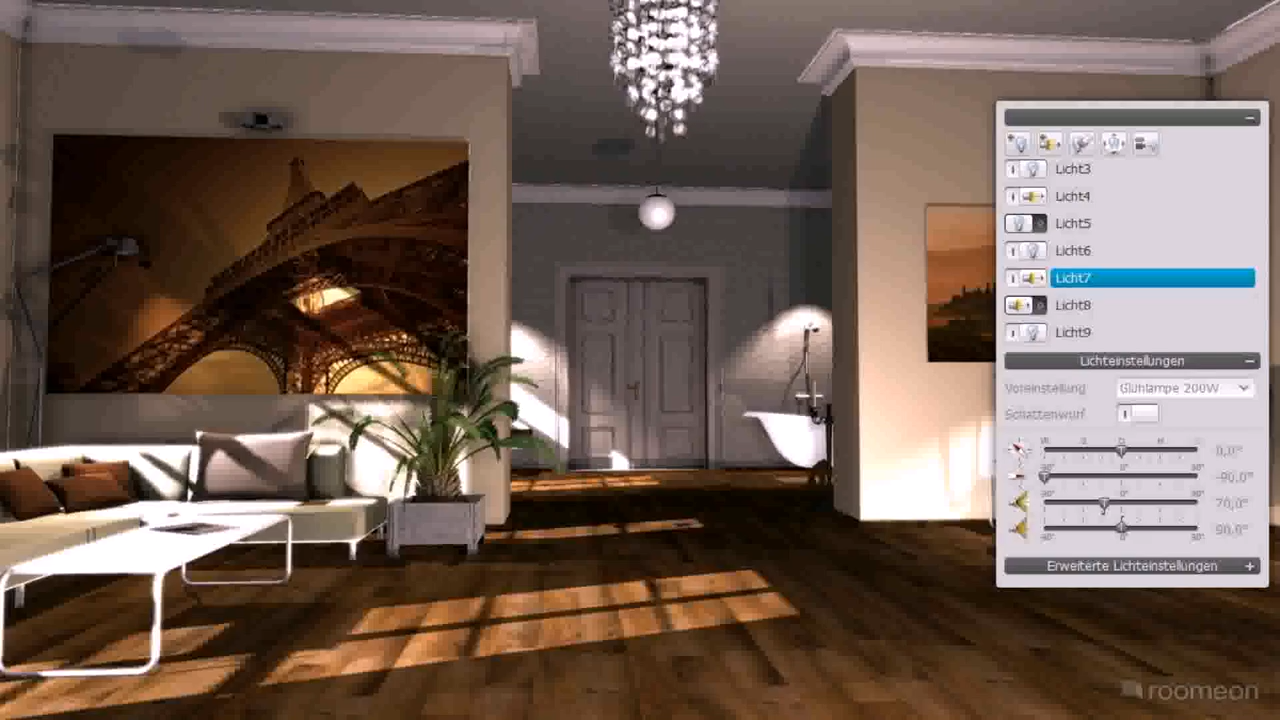 Licht3
Licht4
Licht5
Licht6
Licht7
Licht8
Licht9
Lichteinstellungen
Voreinstellung Glühlampe 200W
Schattenwurf
0,0°
-90,0°
70,0°
90,0°
Erweiterte Lichteinstellungen
roomeon